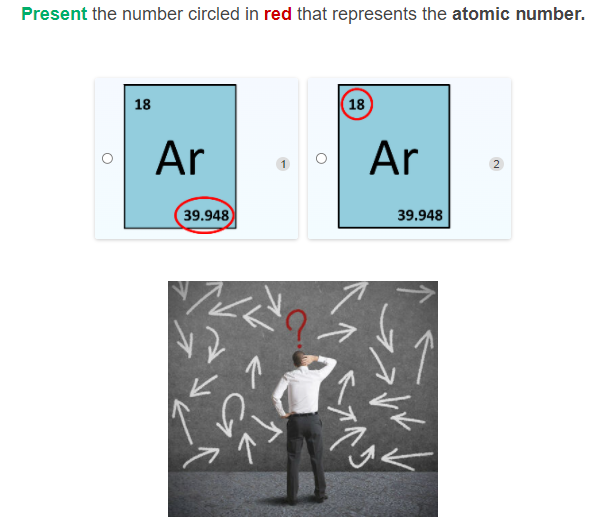 Present the number circled in red that represents the atomic number.
18
Ar
39.948
1
18
Ar
39.948
2
?